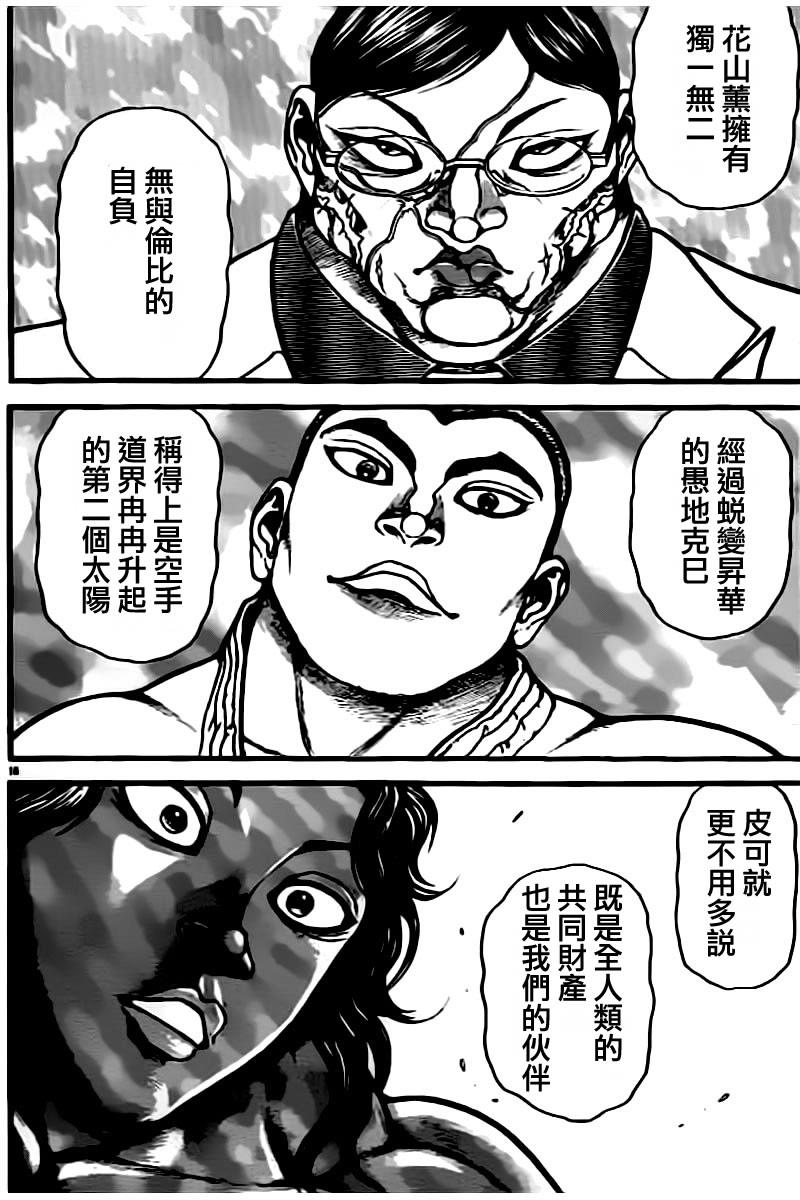 花山薰擁有
獨一無二
無與倫比的
自負
經過蛻變昇華
的愚地克巳
稱得上是空手
道界冉冉升起
的第二個太陽
16
皮可就
更不用多說
既是全人類的
共同財產
也是我們的伙伴